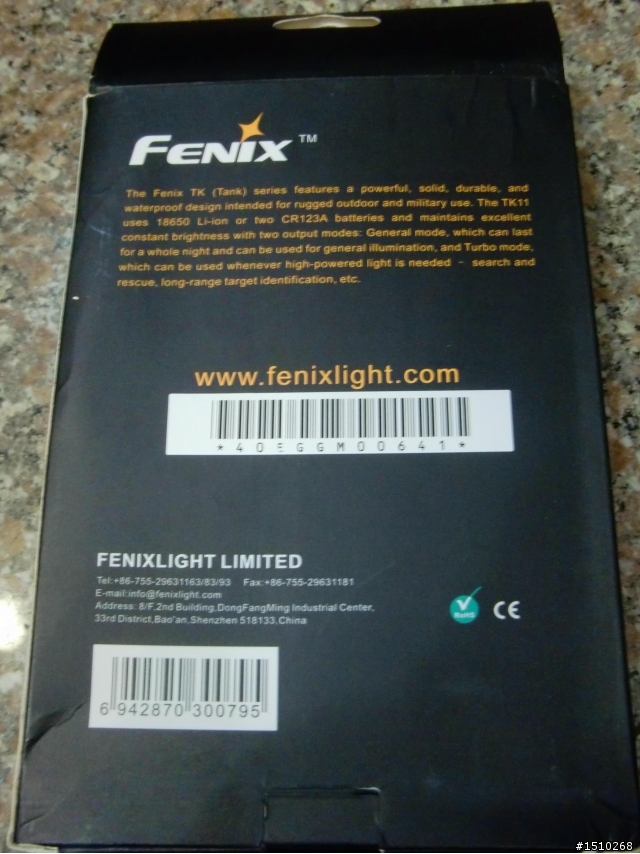 FENIX™
The Fenix TK (Tank) series features a powerful, solid, durable, and
waterproof design intended for rugged outdoor and military use. The TK11
uses 18650 Li-ion or two CR123A batteries and maintains excellent
constant brightness with two output modes: General mode, which can last
for a whole night and can be used for general illumination, and Turbo mode,
which can be used whenever high-powered light is needed - search and
rescue, long-range target identification, etc.
www.fenixlight.com
*40EGGM00641*
FENIXLIGHT LIMITED
Tel:+86-755-29631163/83/93 Fax:+86-755-29631181
E-mail:info@fenixlight.com
Address: 8/F,2nd Building,DongFangMing Industrial Center,
33rd District,Bao'an,Shenzhen 518133,China
RoHS CE
6 942870 300795
#1510268